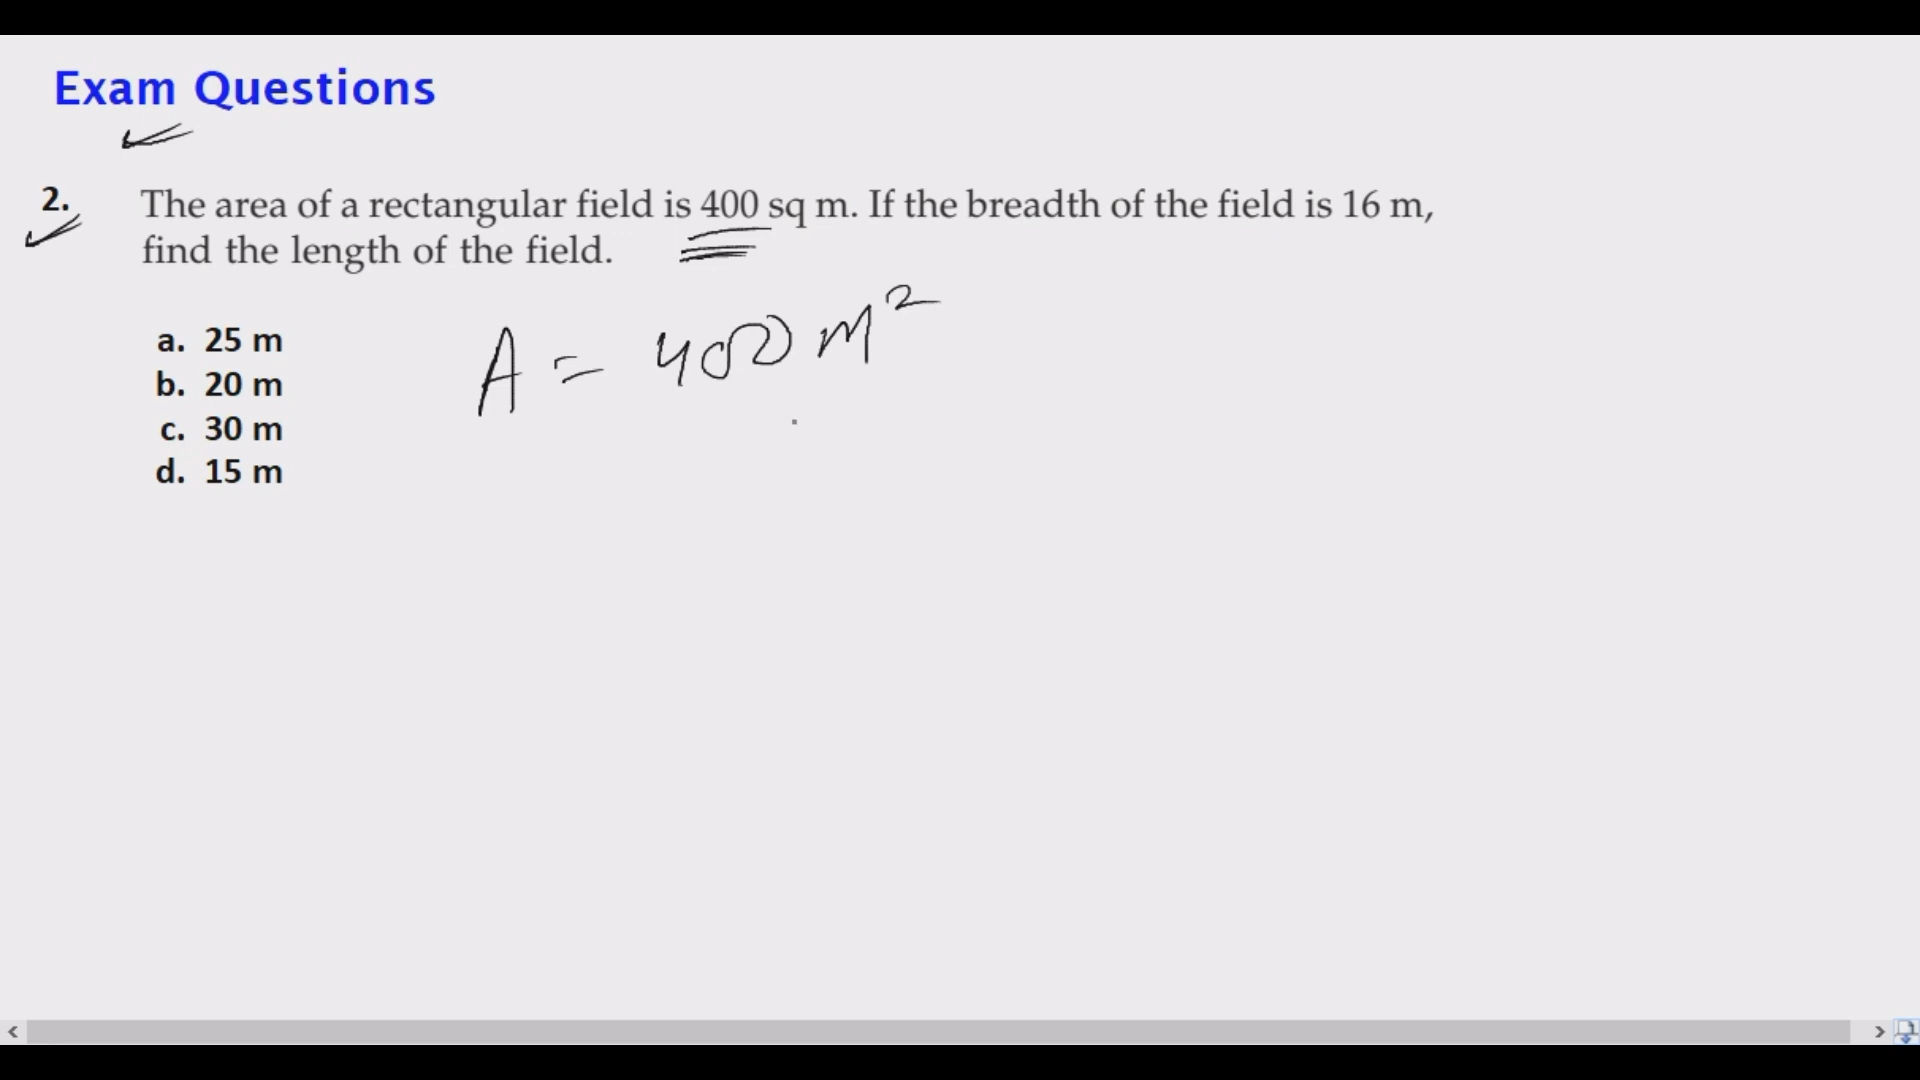 Exam Questions
2. The area of a rectangular field is 400 sq m. If the breadth of the field is 16 m,
find the length of the field.
a. 25 m
b. 20 m
c. 30 m
d. 15 m
A = 400 m²